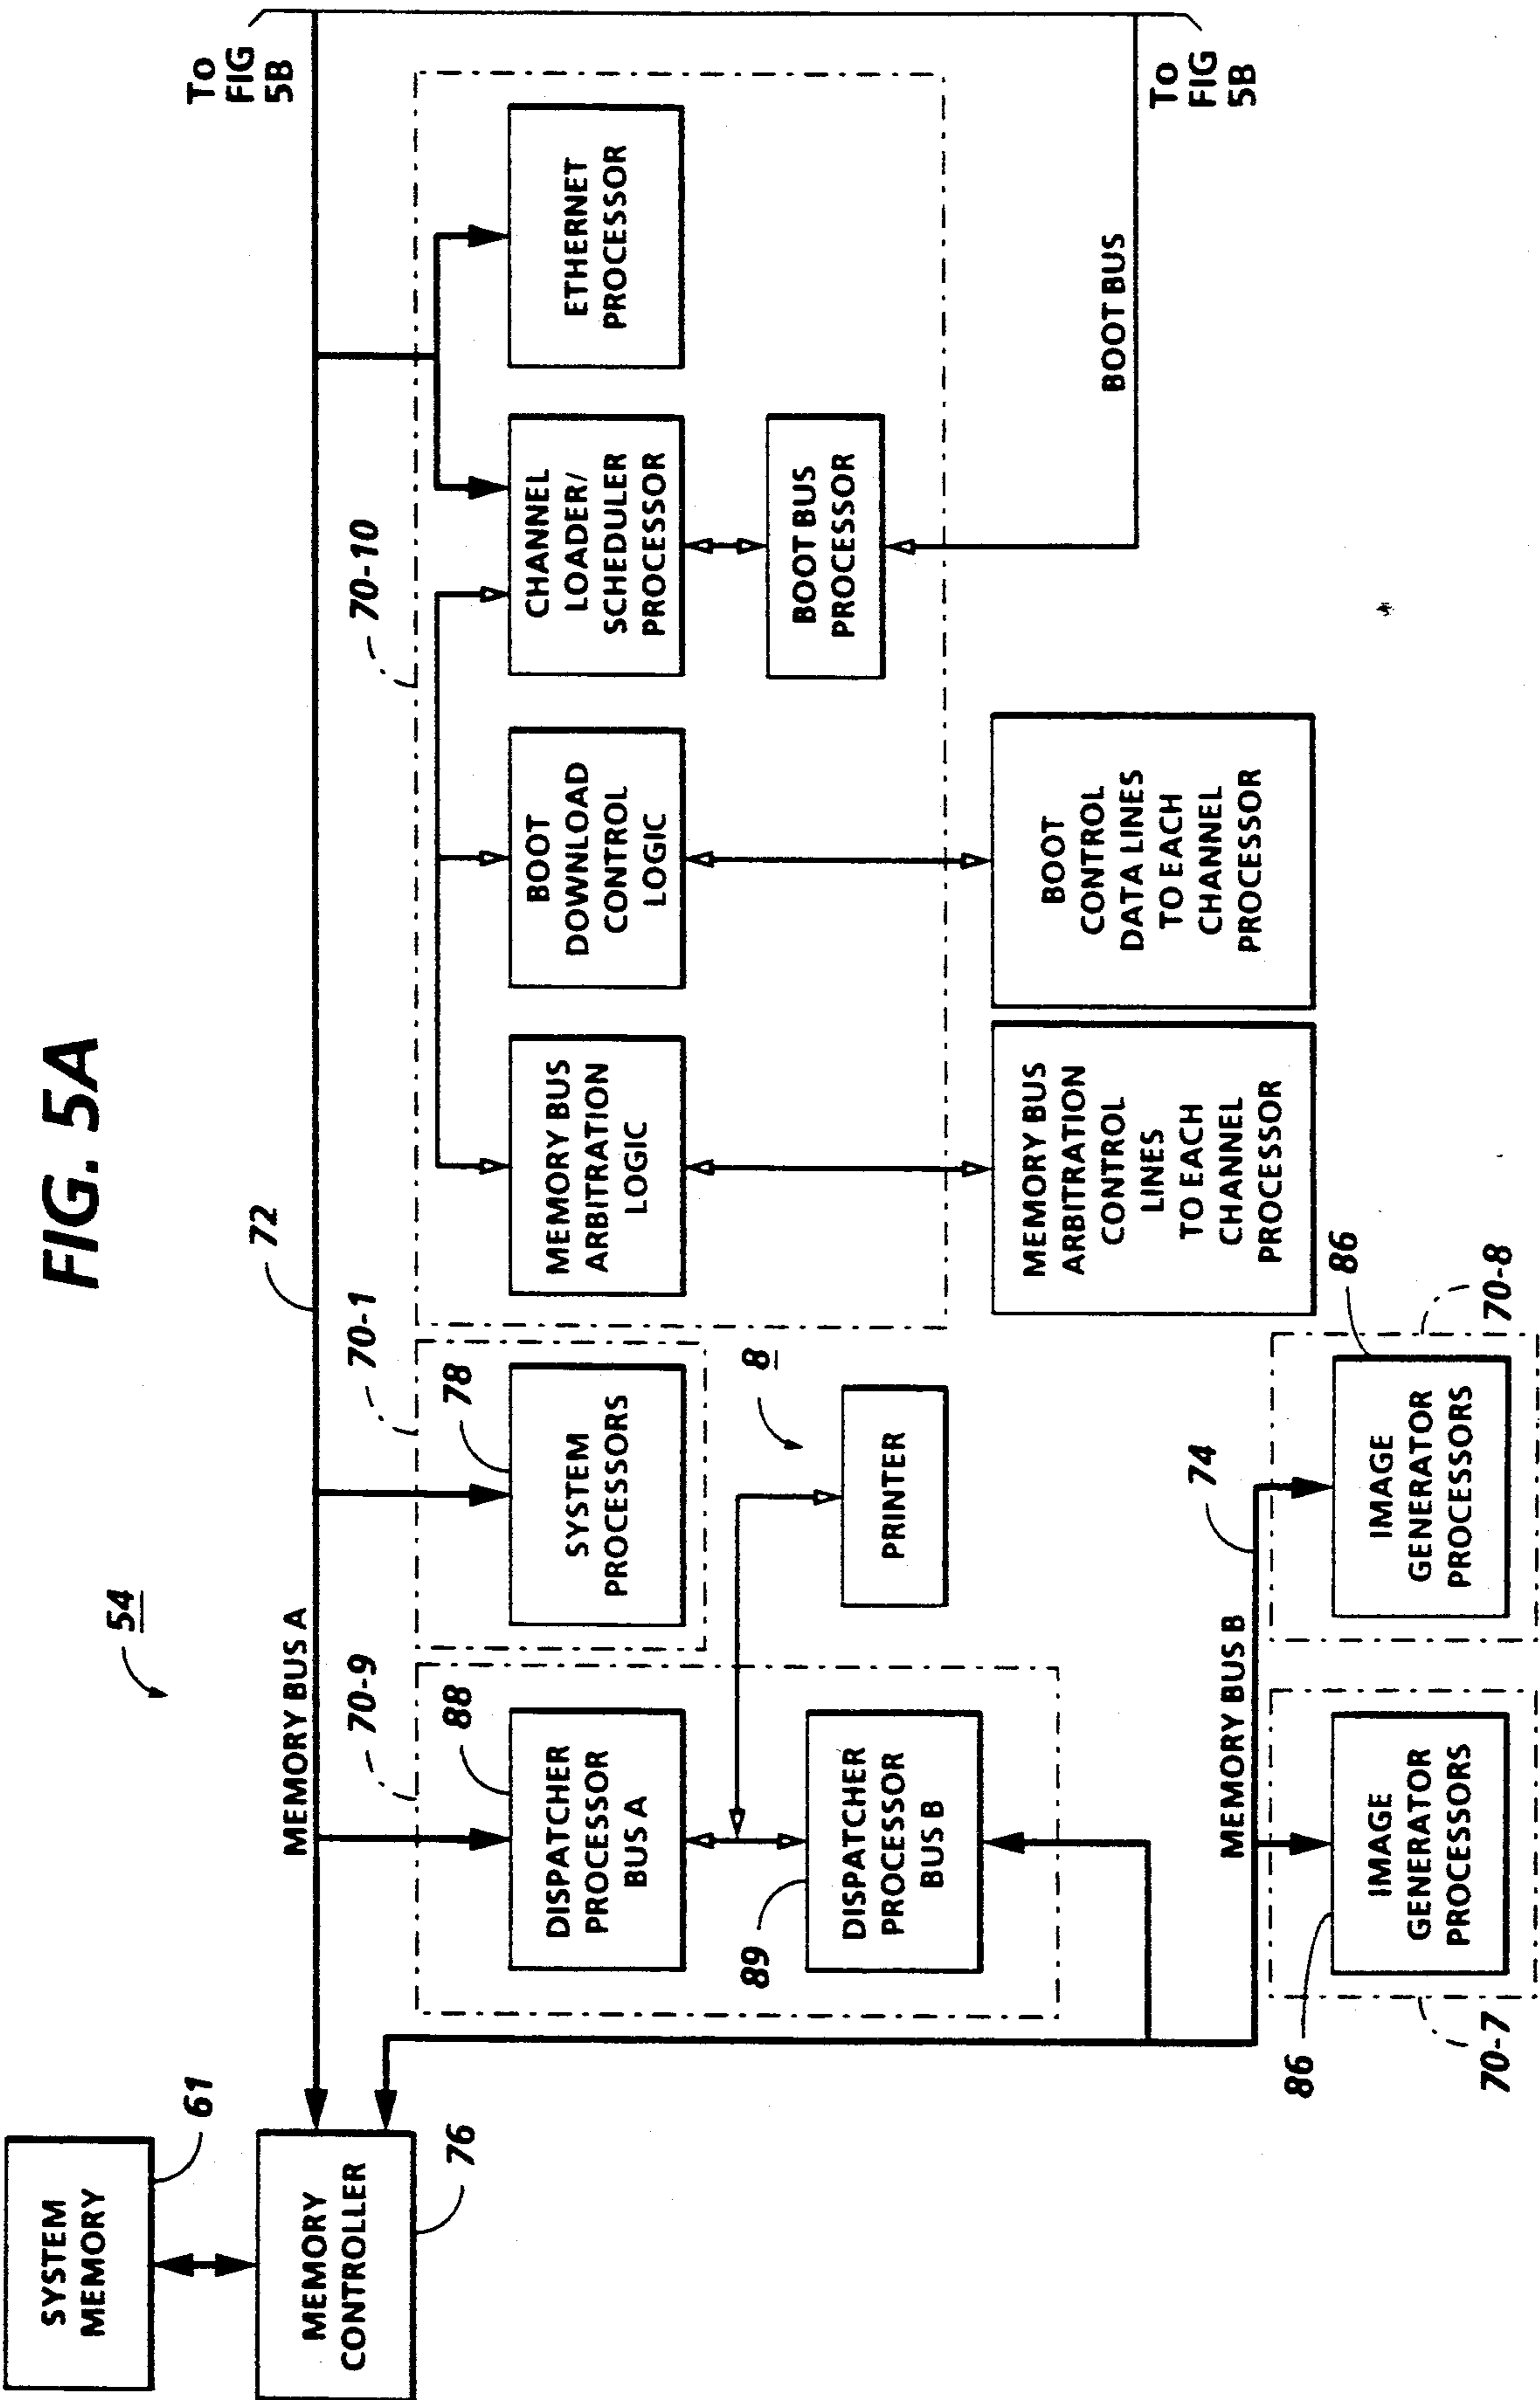 FIG. 5A
54
SYSTEM
MEMORY
61
MEMORY
CONTROLLER
76
MEMORY BUS A
72
To
FIG
5B
70-9
88
DISPATCHER
PROCESSOR
BUS A
89
DISPATCHER
PROCESSOR
BUS B
70-1
78
SYSTEM
PROCESSORS
8
PRINTER
70-10
MEMORY BUS
ARBITRATION
LOGIC
BOOT
DOWNLOAD
CONTROL
LOGIC
CHANNEL
LOADER/
SCHEDULER
PROCESSOR
ETHERNET
PROCESSOR
BOOT BUS
PROCESSOR
BOOT BUS
To
FIG
5B
MEMORY BUS
ARBITRATION
CONTROL
LINES
TO EACH
CHANNEL
PROCESSOR
BOOT
CONTROL
DATA LINES
TO EACH
CHANNEL
PROCESSOR
MEMORY BUS B
74
86
IMAGE
GENERATOR
PROCESSORS
70-7
86
IMAGE
GENERATOR
PROCESSORS
70-8